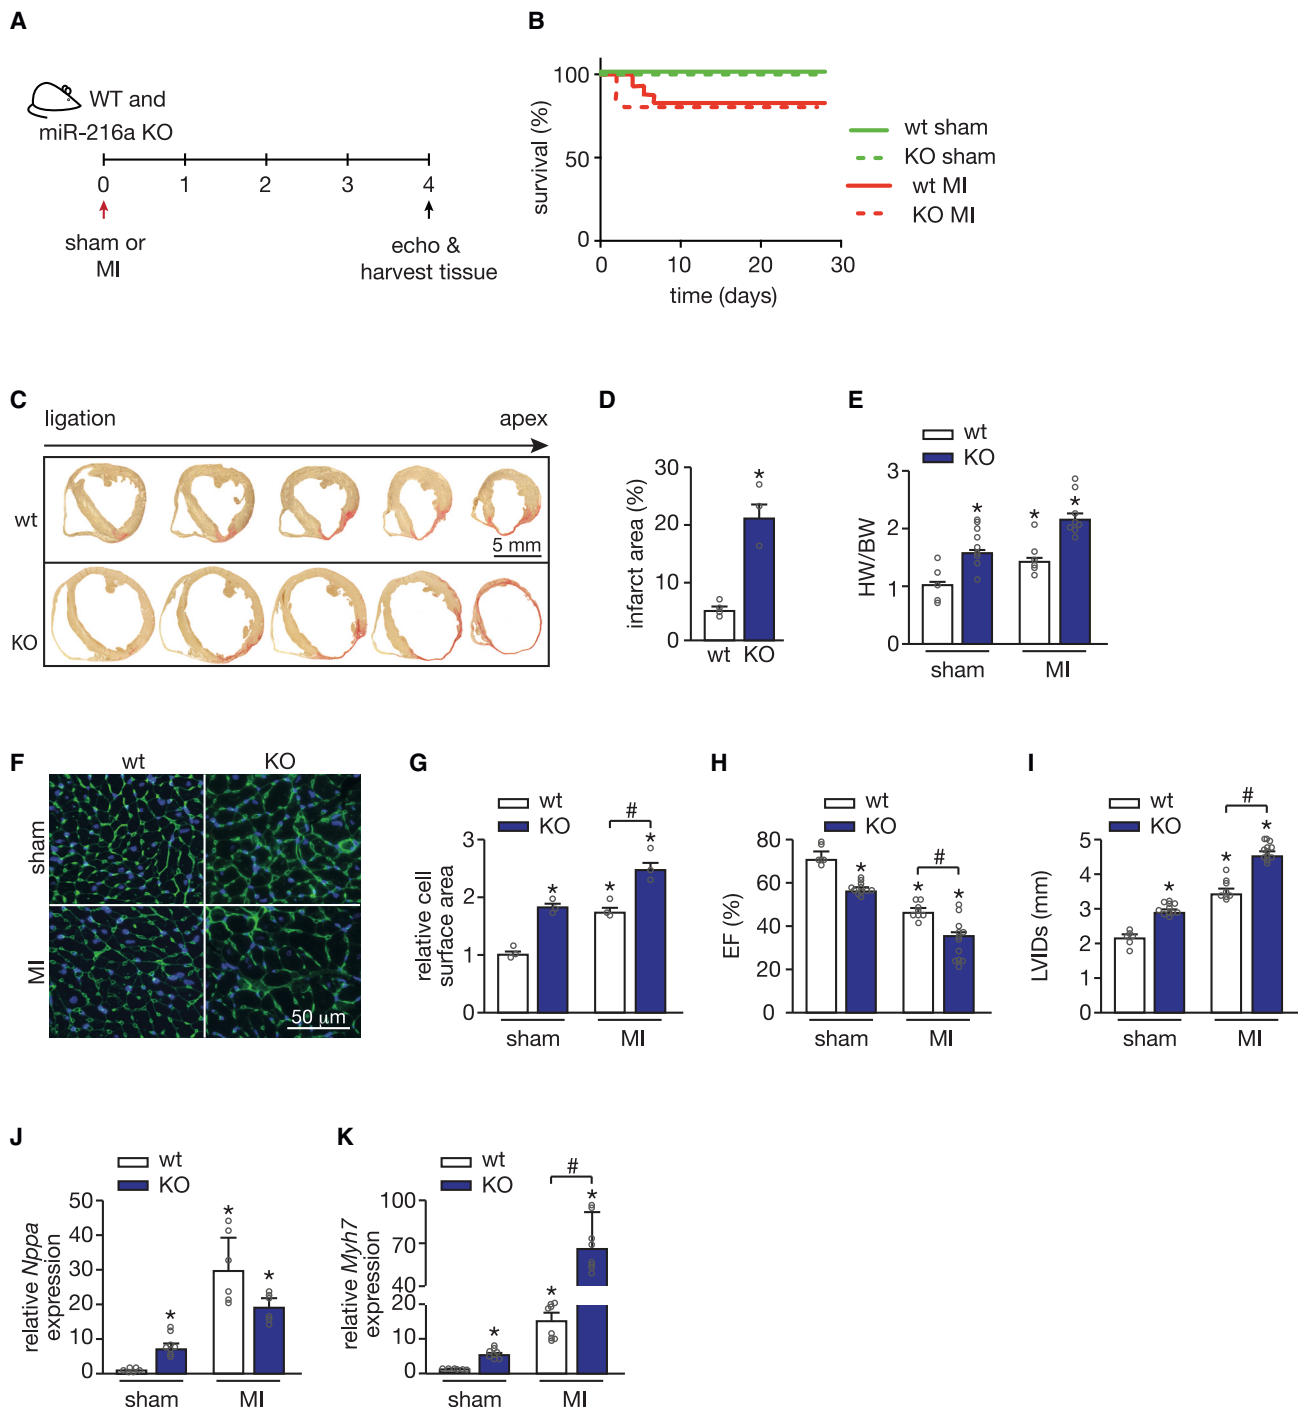 A
WT and
miR-216a KO
0 1 2 3 4
sham or
MI
echo &
harvest tissue
B
survival (%)
100
50
0
0 10 20 30
time (days)
wt sham
KO sham
wt MI
KO MI
C
ligation apex
wt
5 mm
KO
D
infarct area (%)
30
20
10
0
*
wt KO
E
wt
KO
HW/BW
3
2
1
0
* * *
sham MI
F
wt KO
sham
MI
50 μm
G
wt
KO
relative cell
surface area
3
2
1
0
* * *
#
sham MI
H
wt
KO
EF (%)
80
60
40
20
0
* * *
#
sham MI
I
wt
KO
LVIDs (mm)
5
4
3
2
1
0
* * *
#
sham MI
J
wt
KO
relative Nppa
expression
50
40
30
20
10
0
* * *
sham MI
K
wt
KO
relative Myh7
expression
100
70
40
20
10
0
* * *
#
sham MI